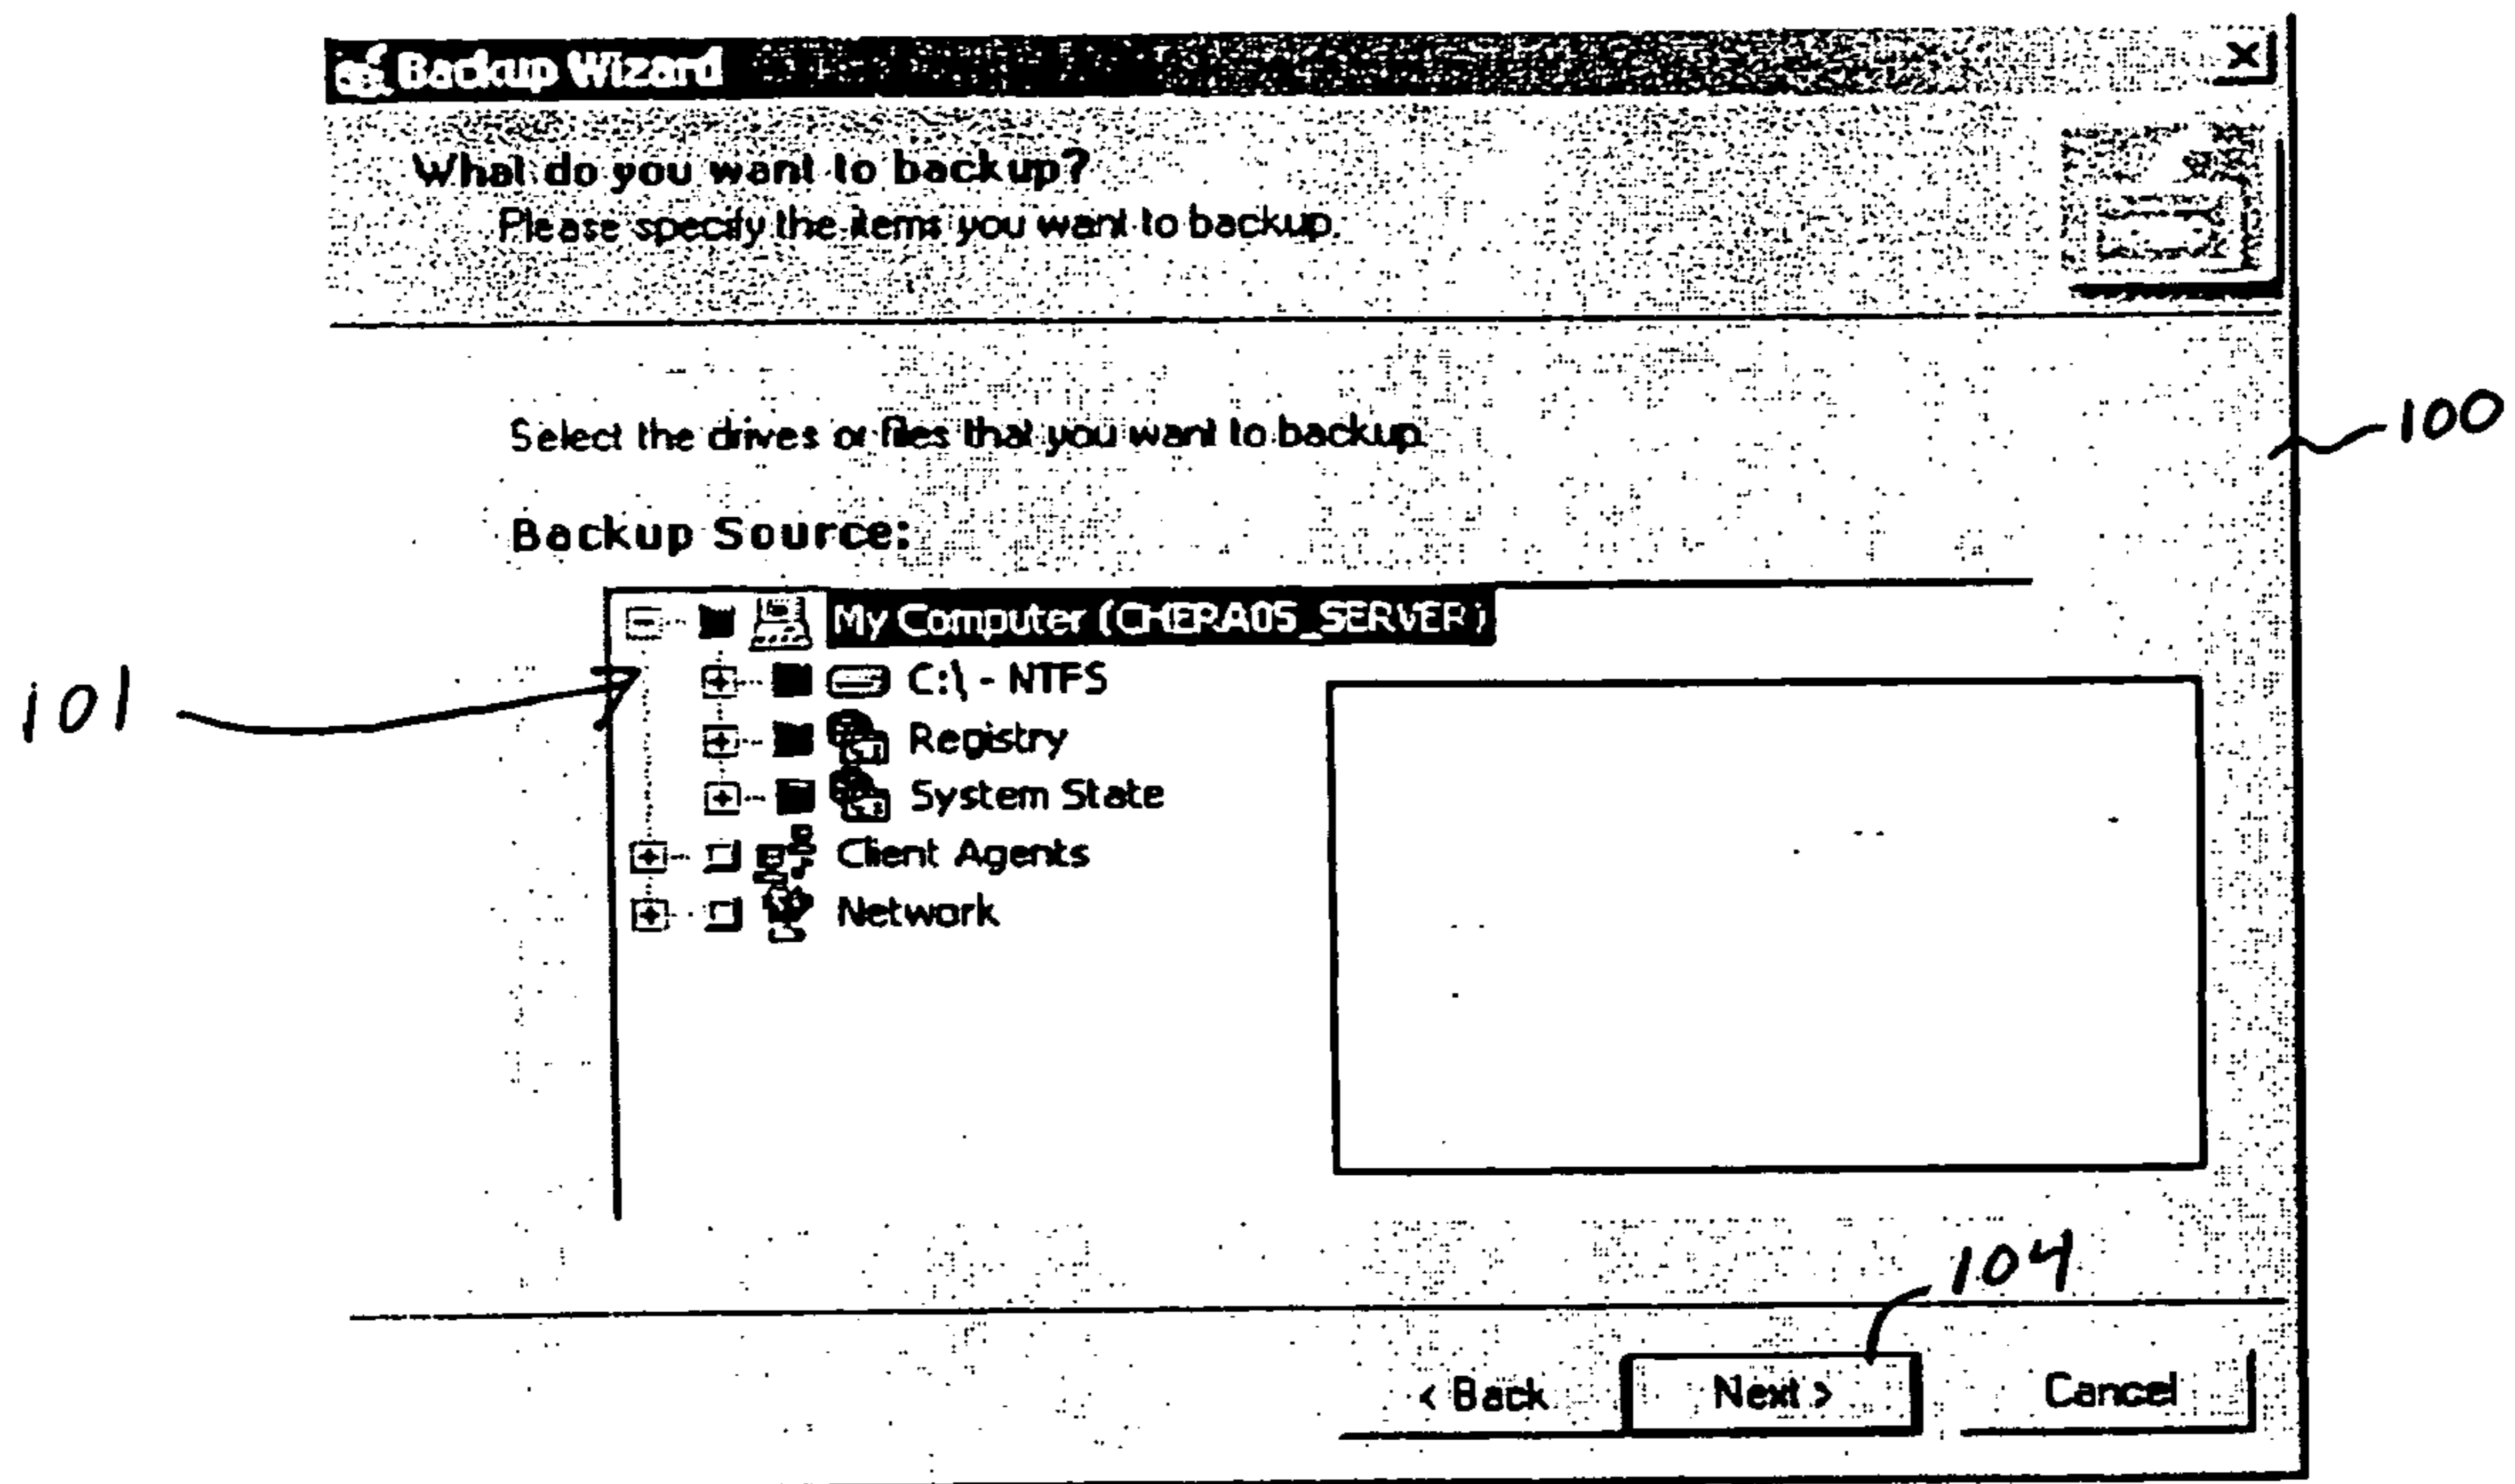 Backup Wizard
What do you want to backup?
Please specify the items you want to backup.
100
Select the drives or files that you want to backup.
Backup Source:
My Computer (CHERA05_SERVER)
101
C:\ - NTFS
Registry
System State
Client Agents
Network
104
< Back Next > Cancel